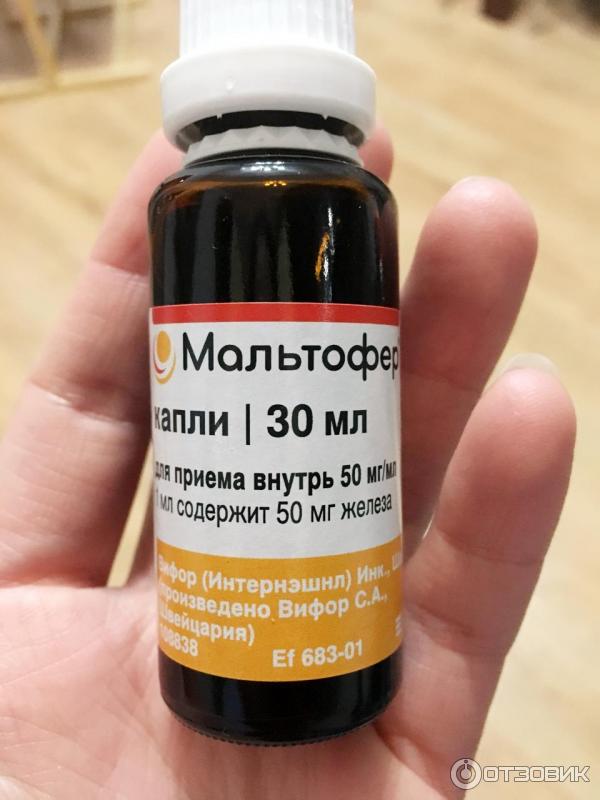 Мальтофер
капли | 30 мл
для приема внутрь 50 мг/мл
1 мл содержит 50 мг железа
Вифор (Интернэшнл) Инк.,
(произведено Вифор С.А.,
Швейцария)
108838
Ef 683-01
ОТЗОВИК